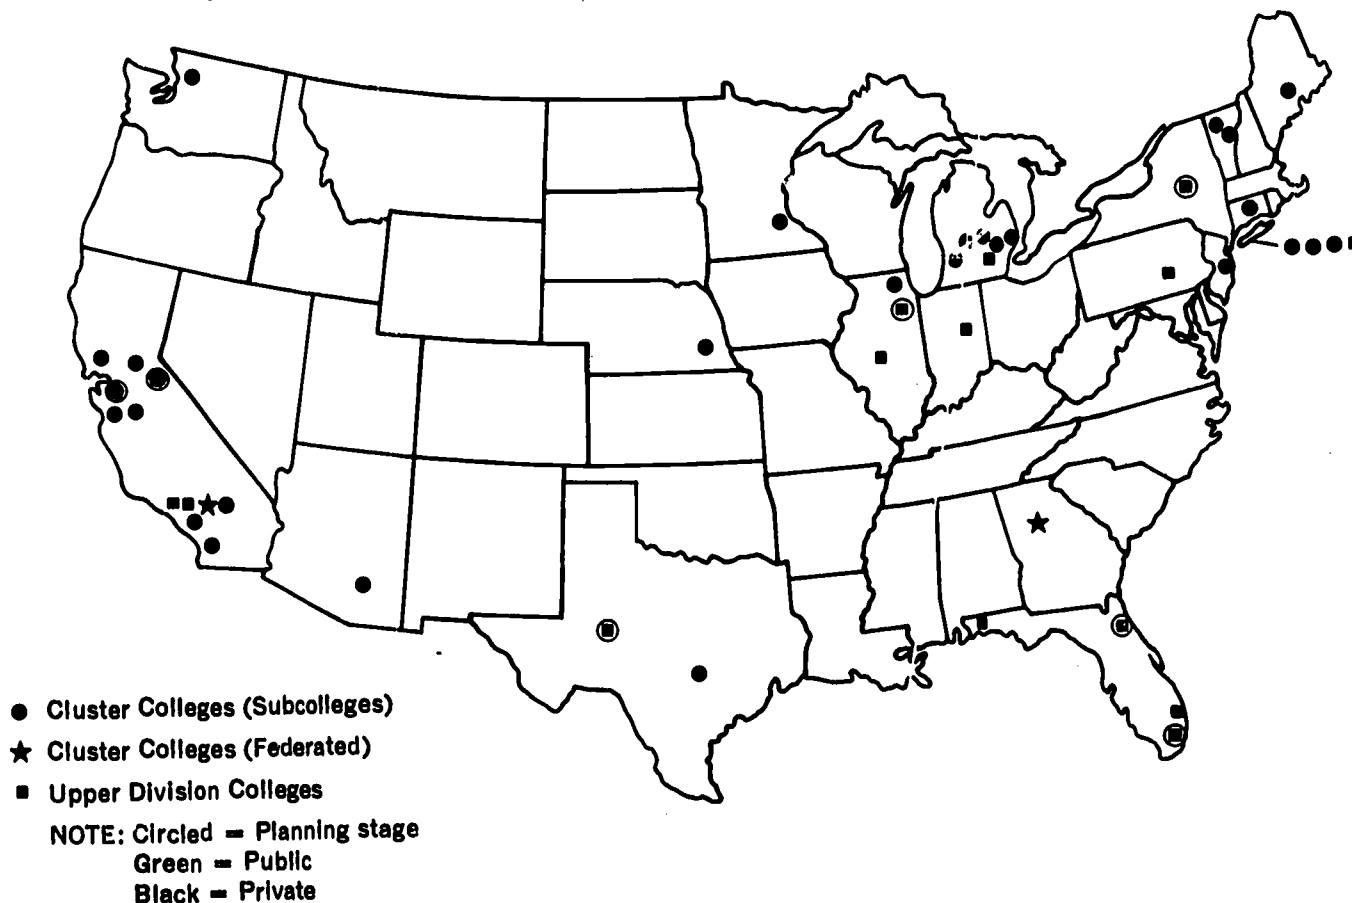 Cluster Colleges (Subcolleges)
Cluster Colleges (Federated)
Upper Division Colleges
NOTE: Circled = Planning stage
Green = Public
Black = Private